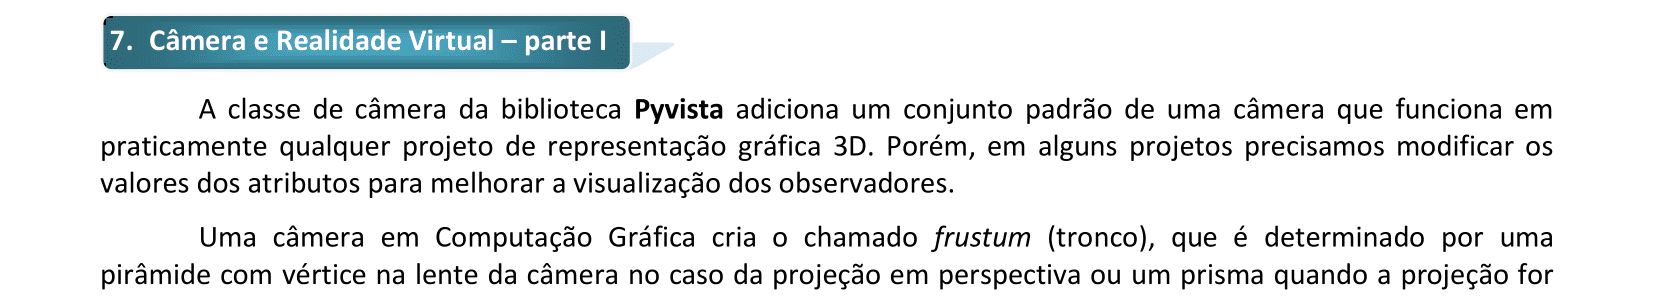 7. Câmera e Realidade Virtual – parte I
A classe de câmera da biblioteca Pyvista adiciona um conjunto padrão de uma câmera que funciona em
praticamente qualquer projeto de representação gráfica 3D. Porém, em alguns projetos precisamos modificar os
valores dos atributos para melhorar a visualização dos observadores.
Uma câmera em Computação Gráfica cria o chamado frustum (tronco), que é determinado por uma
pirâmide com vértice na lente da câmera no caso da projeção em perspectiva ou um prisma quando a projeção for